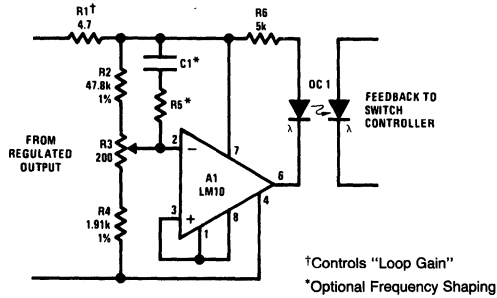 R1†
4.7
R6
5k
C1*
OC 1
R2
47.8k
1%
R5*
FEEDBACK TO
SWITCH
CONTROLLER
λ
λ
FROM
REGULATED
OUTPUT
R3
200
2
−
7
A1
LM10
6
4
3
+
8
1
R4
1.91k
1%
†Controls "Loop Gain"
*Optional Frequency Shaping